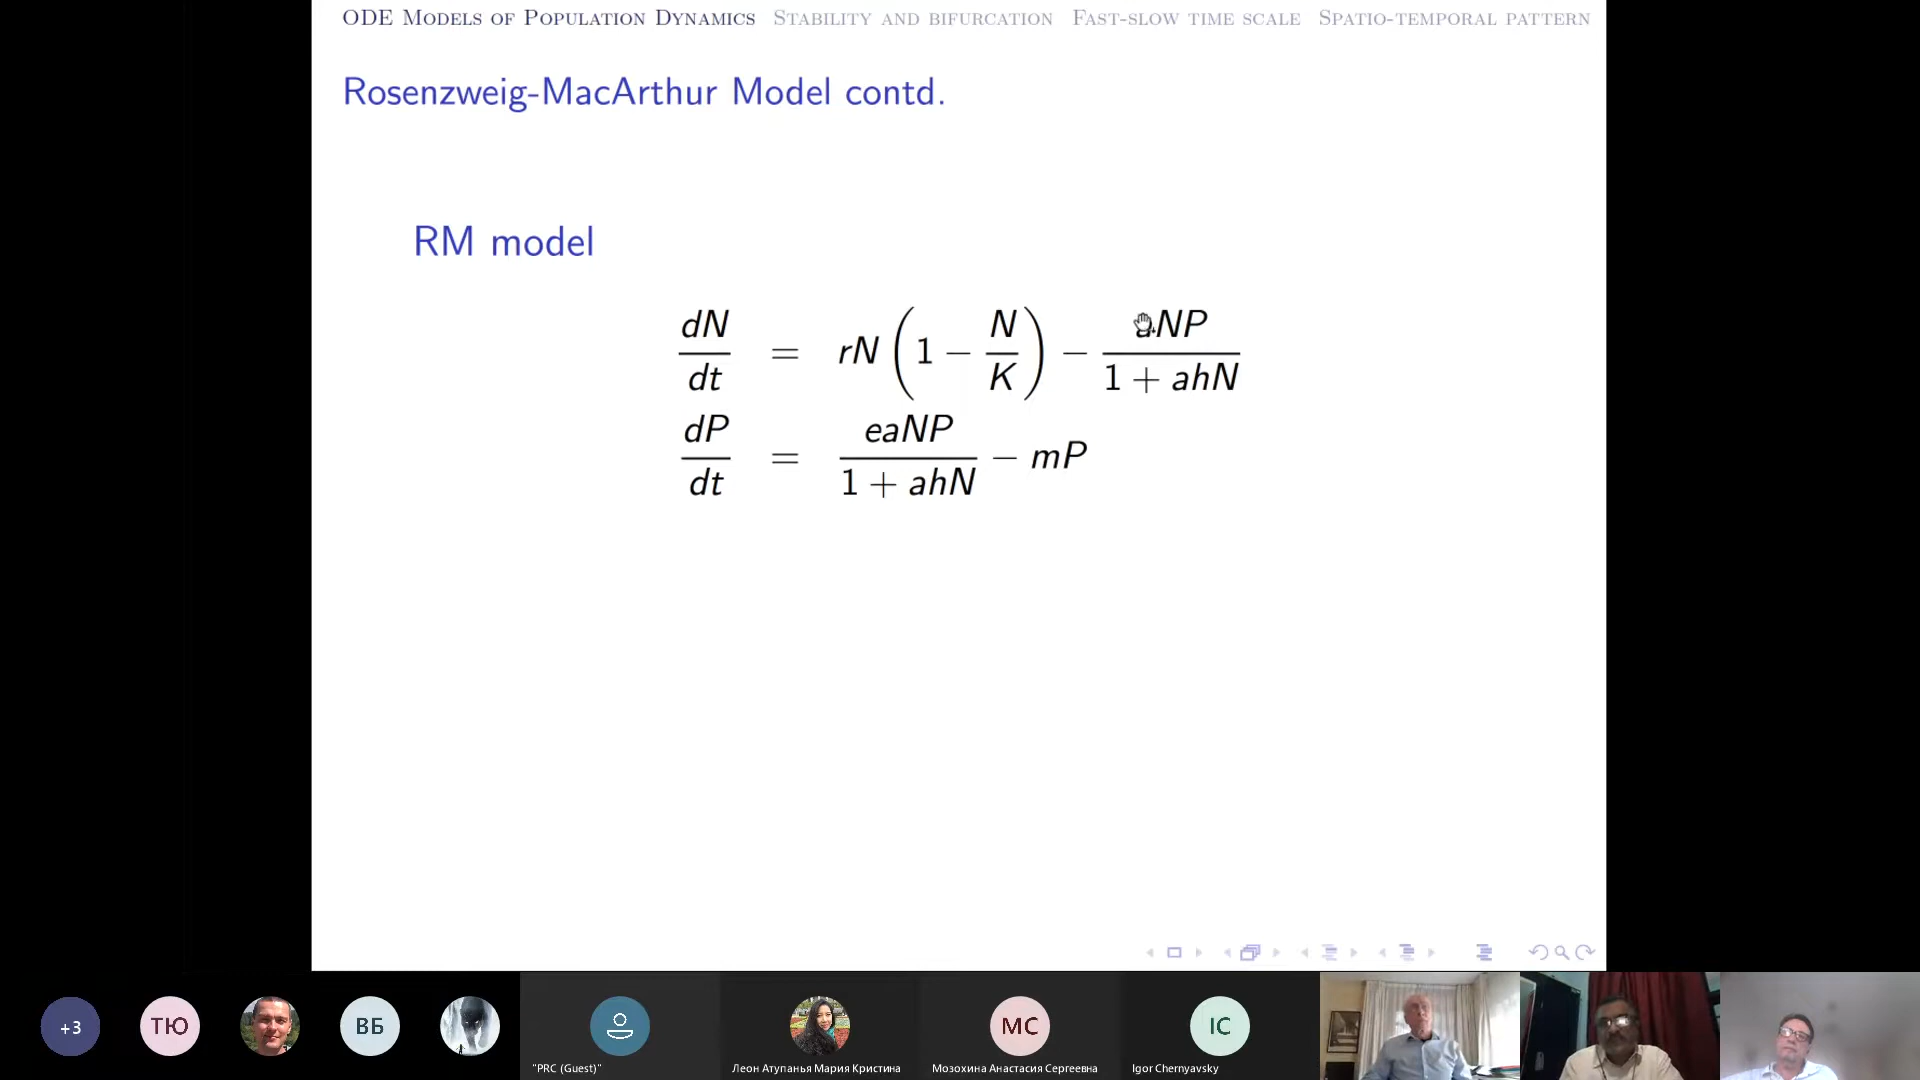 ODE Models of Population Dynamics Stability and bifurcation Fast-slow time scale Spatio-temporal pattern
Rosenzweig-MacArthur Model contd.
RM model
dN/dt = rN(1 − N/K) − aNP/(1 + ahN)
dP/dt = eaNP/(1 + ahN) − mP
+3
ТЮ
ВБ
МС
IC
"PRC (Guest)"
Леон Атупанья Мария Кристина
Мозохина Анастасия Сергеевна
Igor Chernyavsky